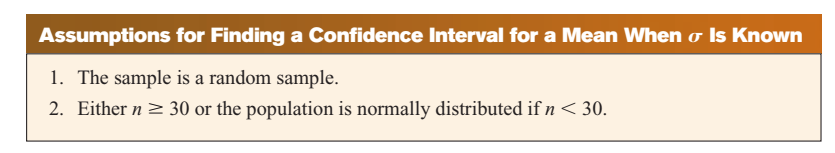 Assumptions for Finding a Confidence Interval for a Mean When σ Is Known
1. The sample is a random sample.
2. Either n ≥ 30 or the population is normally distributed if n < 30.